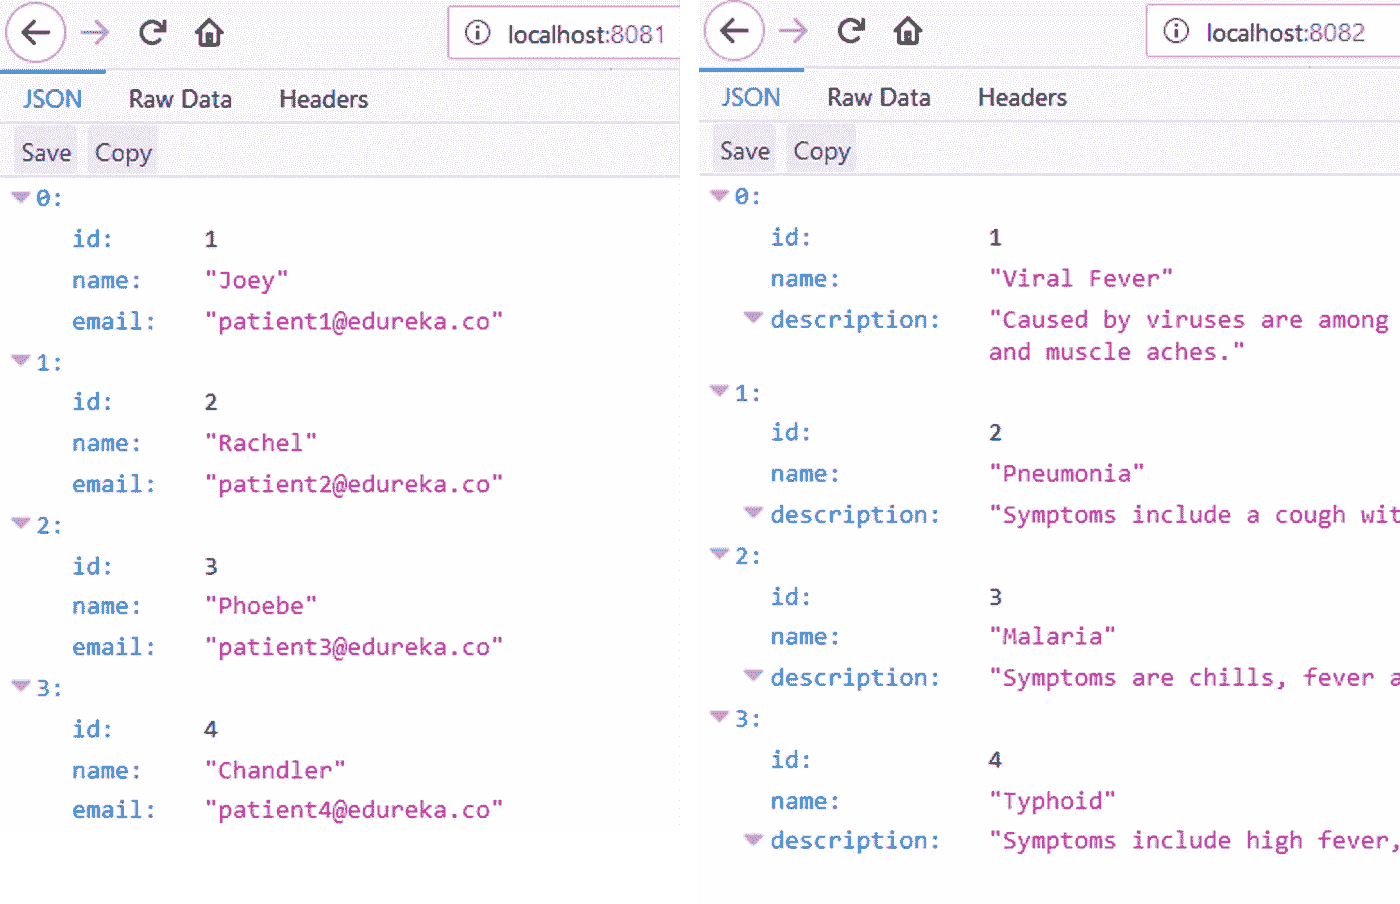 localhost:8081
JSON Raw Data Headers
Save Copy
0:
id: 1
name: "Joey"
email: "patient1@edureka.co"
1:
id: 2
name: "Rachel"
email: "patient2@edureka.co"
2:
id: 3
name: "Phoebe"
email: "patient3@edureka.co"
3:
id: 4
name: "Chandler"
email: "patient4@edureka.co"
localhost:8082
JSON Raw Data Headers
Save Copy
0:
id: 1
name: "Viral Fever"
description: "Caused by viruses are among
and muscle aches."
1:
id: 2
name: "Pneumonia"
description: "Symptoms include a cough wit
2:
id: 3
name: "Malaria"
description: "Symptoms are chills, fever a
3:
id: 4
name: "Typhoid"
description: "Symptoms include high fever,